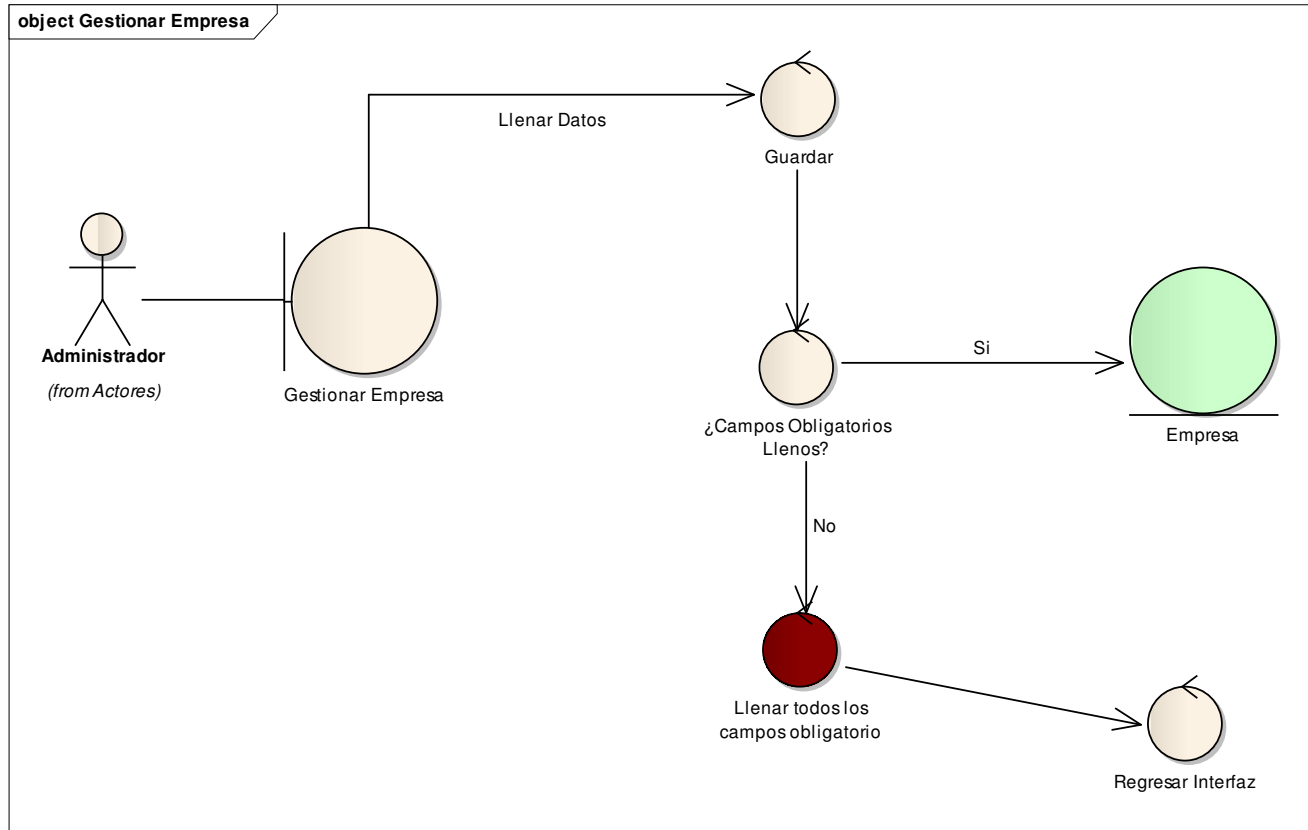 object Gestionar Empresa
Llenar Datos
Guardar
Administrador
(from Actores)
Gestionar Empresa
Si
¿Campos Obligatorios
Llenos?
Empresa
No
Llenar todos los
campos obligatorio
Regresar Interfaz